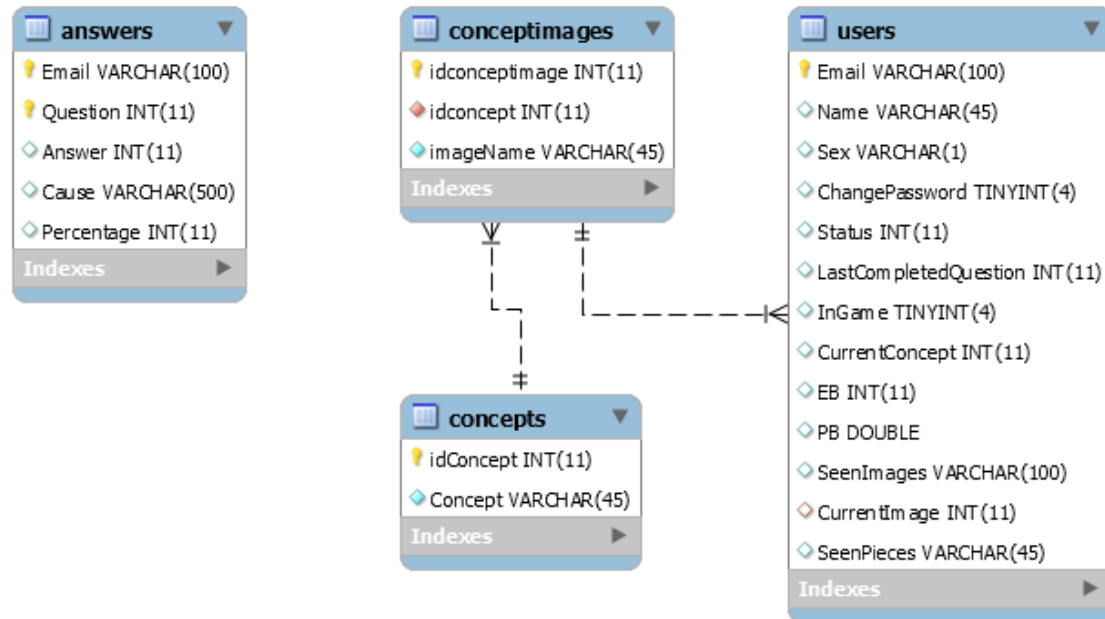 answers
Email VARCHAR(100)
Question INT(11)
Answer INT(11)
Cause VARCHAR(500)
Percentage INT(11)
Indexes
conceptimages
idconceptimage INT(11)
idconcept INT(11)
imageName VARCHAR(45)
Indexes
concepts
idConcept INT(11)
Concept VARCHAR(45)
Indexes
users
Email VARCHAR(100)
Name VARCHAR(45)
Sex VARCHAR(1)
ChangePassword TINYINT(4)
Status INT(11)
LastCompletedQuestion INT(11)
InGame TINYINT(4)
CurrentConcept INT(11)
EB INT(11)
PB DOUBLE
SeenImages VARCHAR(100)
CurrentImage INT(11)
SeenPieces VARCHAR(45)
Indexes